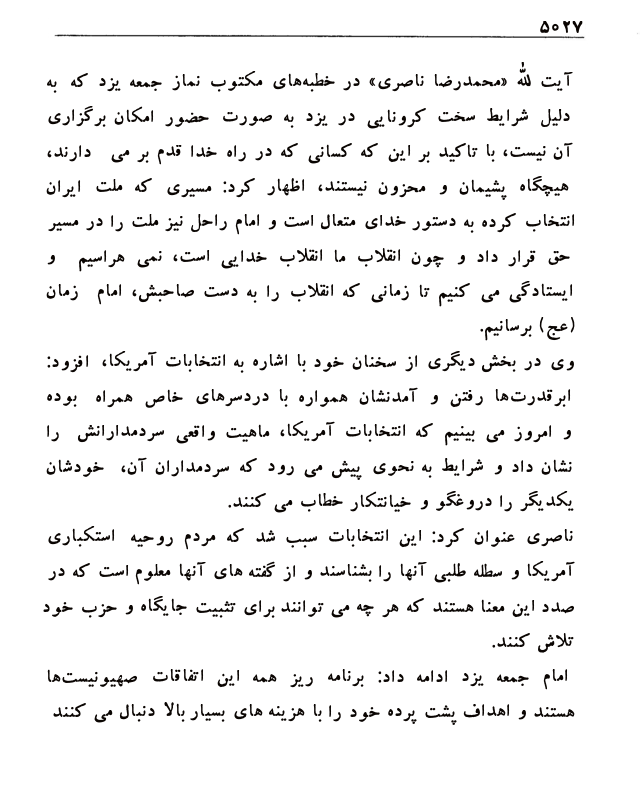 ۵۰۲۷
آیت لله «محمدرضا ناصری» در خطبه‌های مکتوب نماز جمعه یزد که به
دلیل شرایط سخت کرونایی در یزد به صورت حضور امکان برگزاری
آن نیست، با تاکید بر این که کسانی که در راه خدا قدم بر می دارند،
هیچگاه پشیمان و محزون نیستند، اظهار کرد: مسیری که ملت ایران
انتخاب کرده به دستور خدای متعال است و امام راحل نیز ملت را در مسیر
حق قرار داد و چون انقلاب ما انقلاب خدایی است، نمی هراسیم و
ایستادگی می کنیم تا زمانی که انقلاب را به دست صاحبش، امام زمان
(عج) برسانیم.
وی در بخش دیگری از سخنان خود با اشاره به انتخابات آمریکا، افزود:
ابرقدرت‌ها رفتن و آمدنشان همواره با دردسرهای خاص همراه بوده
و امروز می بینیم که انتخابات آمریکا، ماهیت واقعی سردمدارانش را
نشان داد و شرایط به نحوی پیش می رود که سردمداران آن، خودشان
یکدیگر را دروغگو و خیانتکار خطاب می کنند.
ناصری عنوان کرد: این انتخابات سبب شد که مردم روحیه استکباری
آمریکا و سطله طلبی آنها را بشناسند و از گفته های آنها معلوم است که در
صدد این معنا هستند که هر چه می توانند برای تثبیت جایگاه و حزب خود
تلاش کنند.
امام جمعه یزد ادامه داد: برنامه ریز همه این اتفاقات صهیونیست‌ها
هستند و اهداف پشت پرده خود را با هزینه های بسیار بالا دنبال می کنند